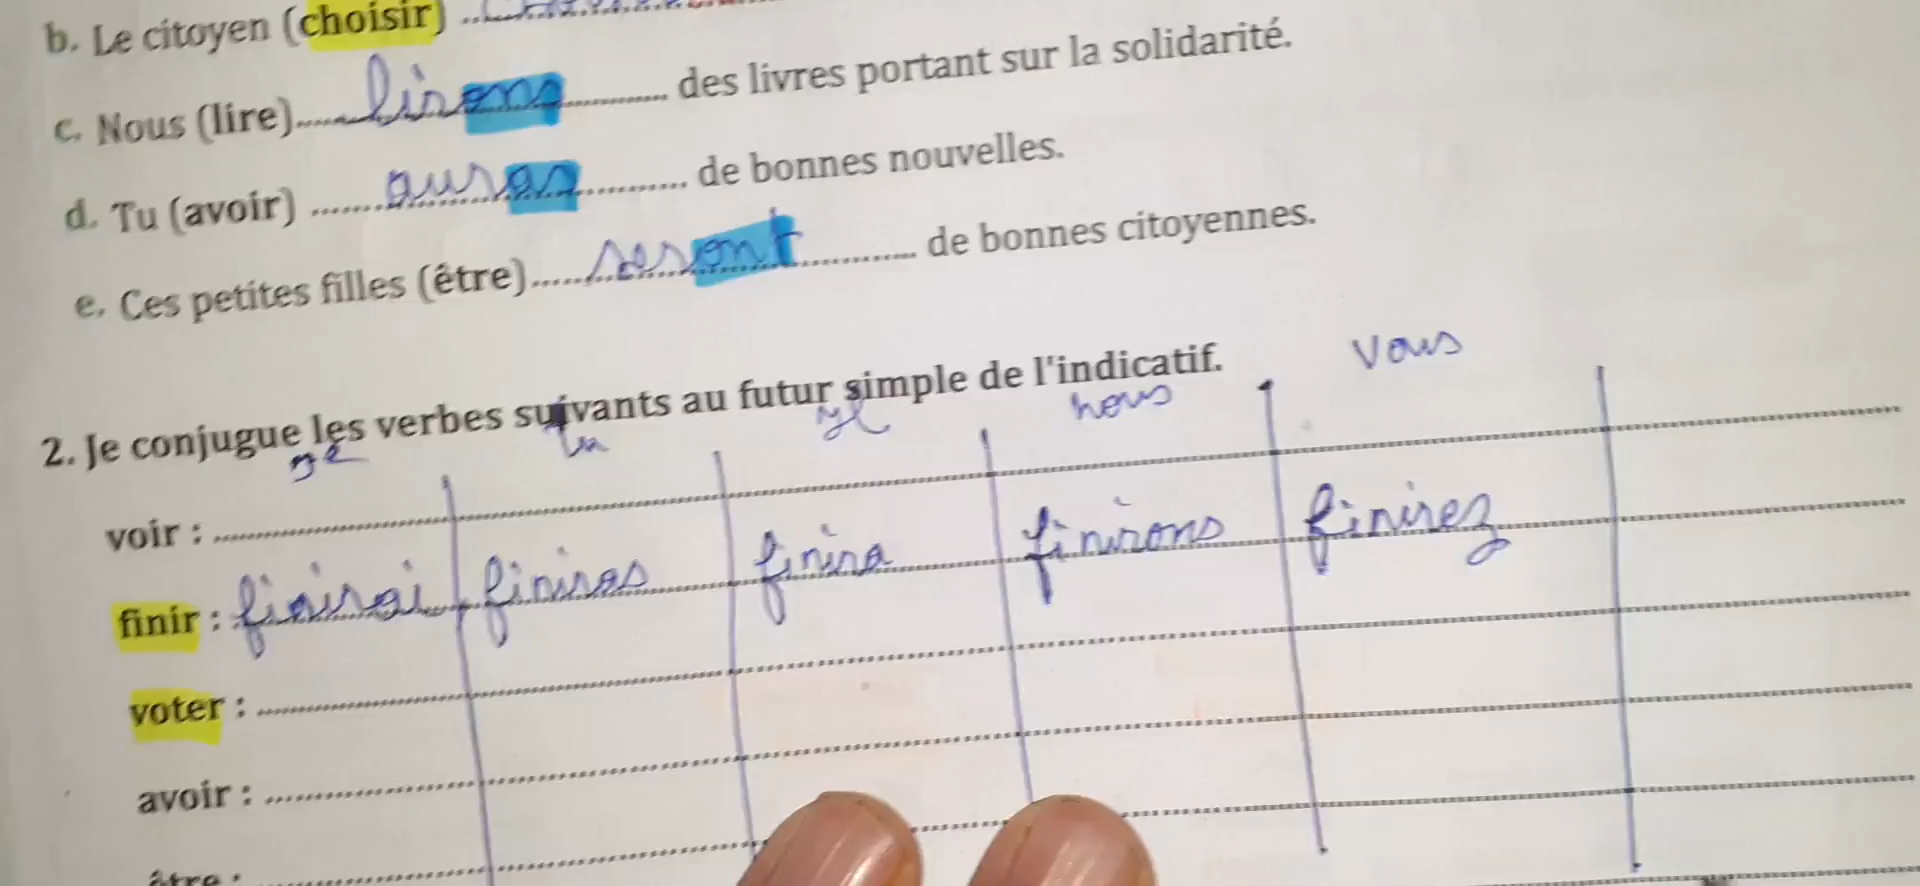 b. Le citoyen (choisir)
c. Nous (lire)......lirons............ des livres portant sur la solidarité.
d. Tu (avoir) .......auras............ de bonnes nouvelles.
e. Ces petites filles (être)......seront............ de bonnes citoyennes.
2. Je conjugue les verbes suivants au futur simple de l'indicatif.
je tu il nous vous
voir : ........................
finir : finirai finiras finira finirons finirez
voter : ........................
avoir : ........................
être :